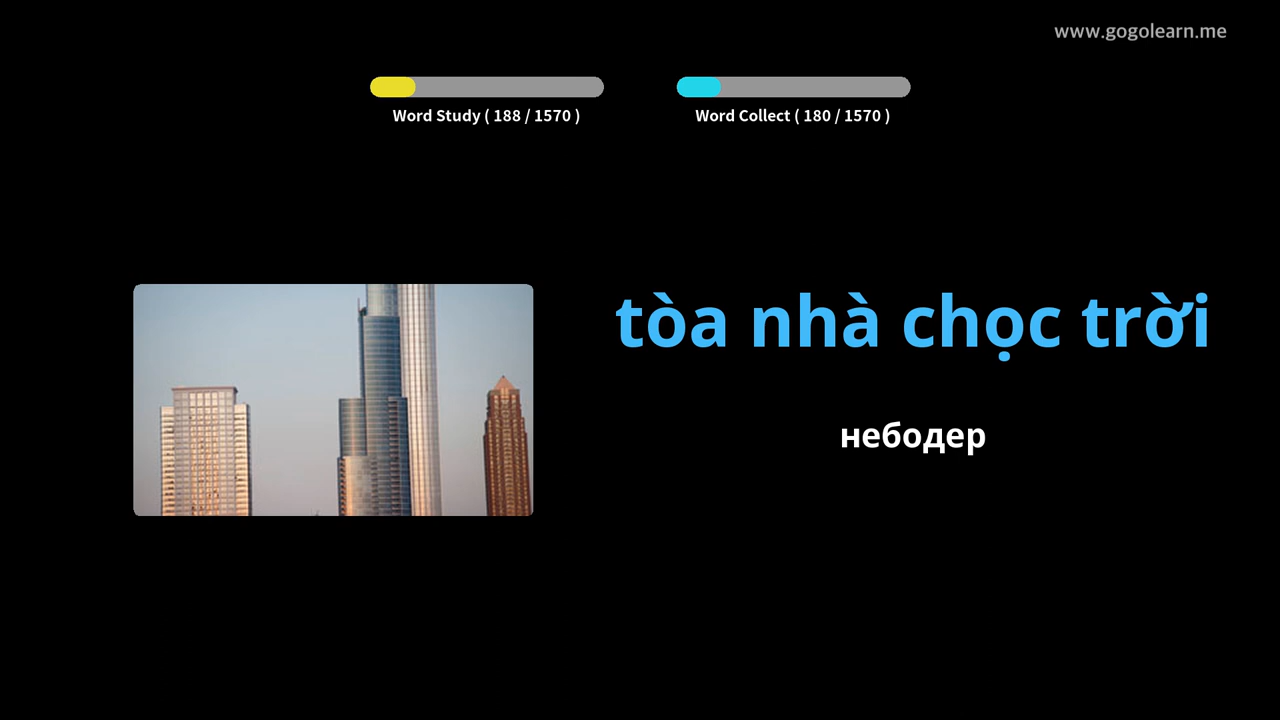 www.gogolearn.me
Word Study ( 188 / 1570 )
Word Collect ( 180 / 1570 )
tòa nhà chọc trời
небодер